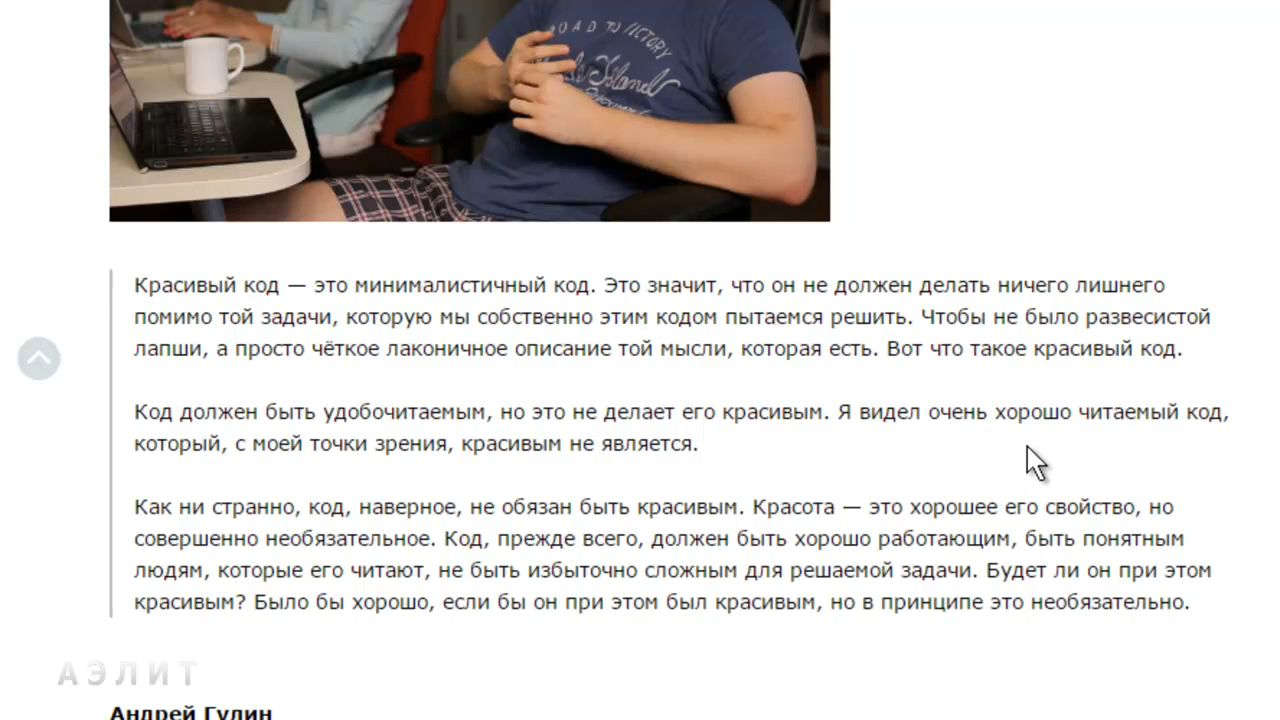 ROAD TO VICTORY
Island
Красивый код — это минималистичный код. Это значит, что он не должен делать ничего лишнего
помимо той задачи, которую мы собственно этим кодом пытаемся решить. Чтобы не было развесистой
лапши, а просто чёткое лаконичное описание той мысли, которая есть. Вот что такое красивый код.
Код должен быть удобочитаемым, но это не делает его красивым. Я видел очень хорошо читаемый код,
который, с моей точки зрения, красивым не является.
Как ни странно, код, наверное, не обязан быть красивым. Красота — это хорошее его свойство, но
совершенно необязательное. Код, прежде всего, должен быть хорошо работающим, быть понятным
людям, которые его читают, не быть избыточно сложным для решаемой задачи. Будет ли он при этом
красивым? Было бы хорошо, если бы он при этом был красивым, но в принципе это необязательно.
АЭЛИТ
Андрей Гулин